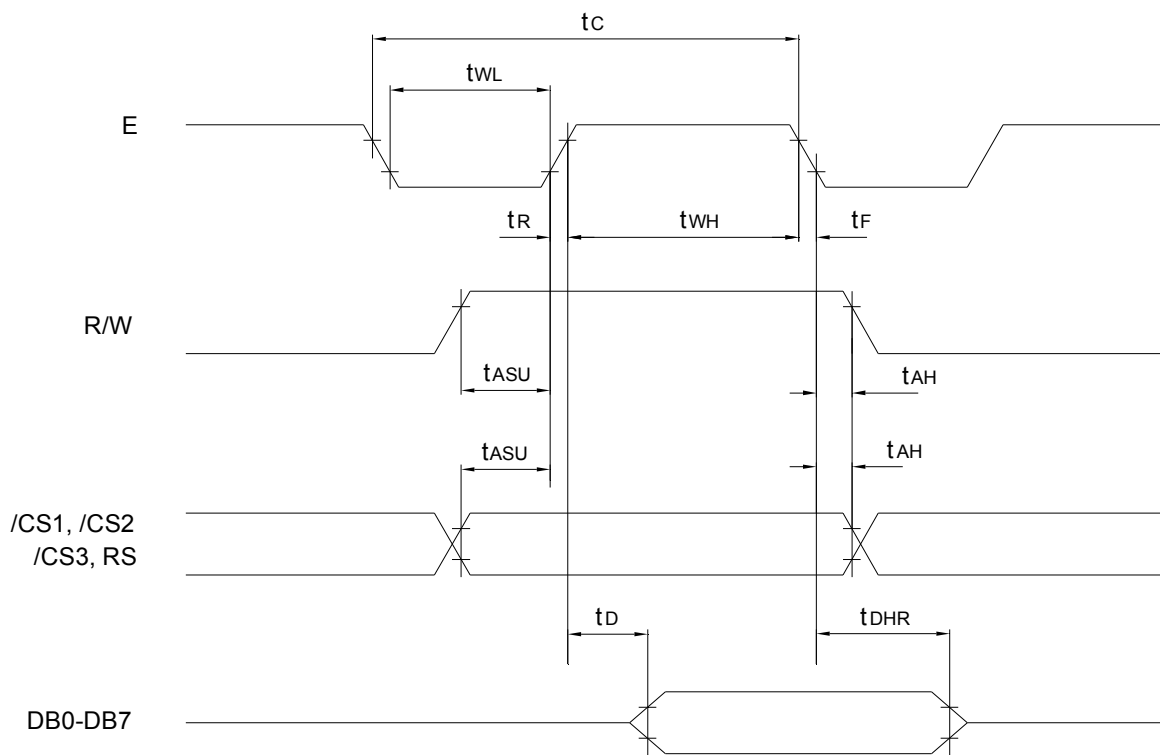 tC
tWL
E
tR
tWH
tF
R/W
tASU
tAH
tASU
tAH
/CS1, /CS2
/CS3, RS
tD
tDHR
DB0-DB7